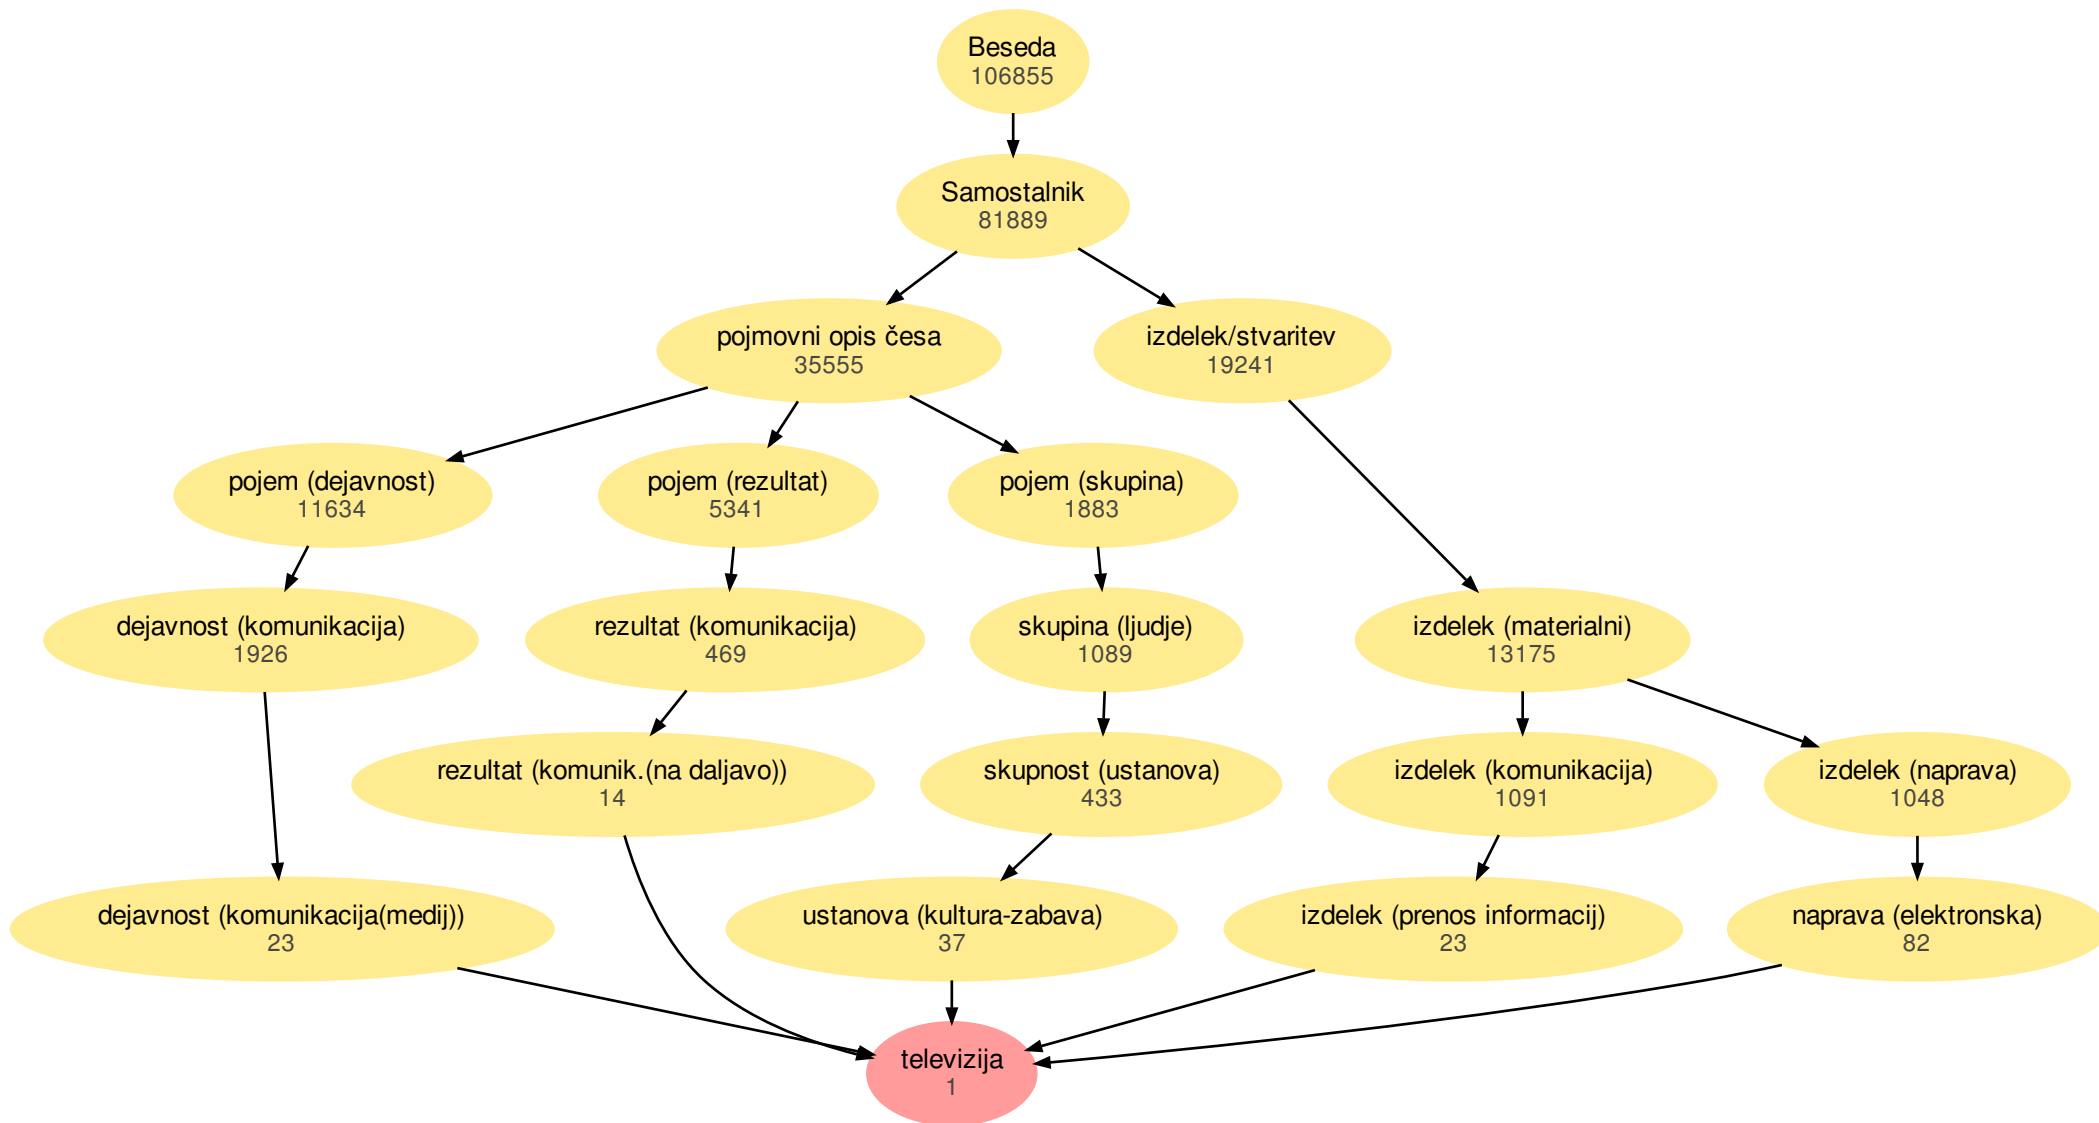 Beseda
106855
Samostalnik
81889
pojmovni opis česa
35555
izdelek/stvaritev
19241
pojem (dejavnost)
11634
pojem (rezultat)
5341
pojem (skupina)
1883
dejavnost (komunikacija)
1926
rezultat (komunikacija)
469
skupina (ljudje)
1089
izdelek (materialni)
13175
rezultat (komunik.(na daljavo))
14
skupnost (ustanova)
433
izdelek (komunikacija)
1091
izdelek (naprava)
1048
dejavnost (komunikacija(medij))
23
ustanova (kultura-zabava)
37
izdelek (prenos informacij)
23
naprava (elektronska)
82
televizija
1